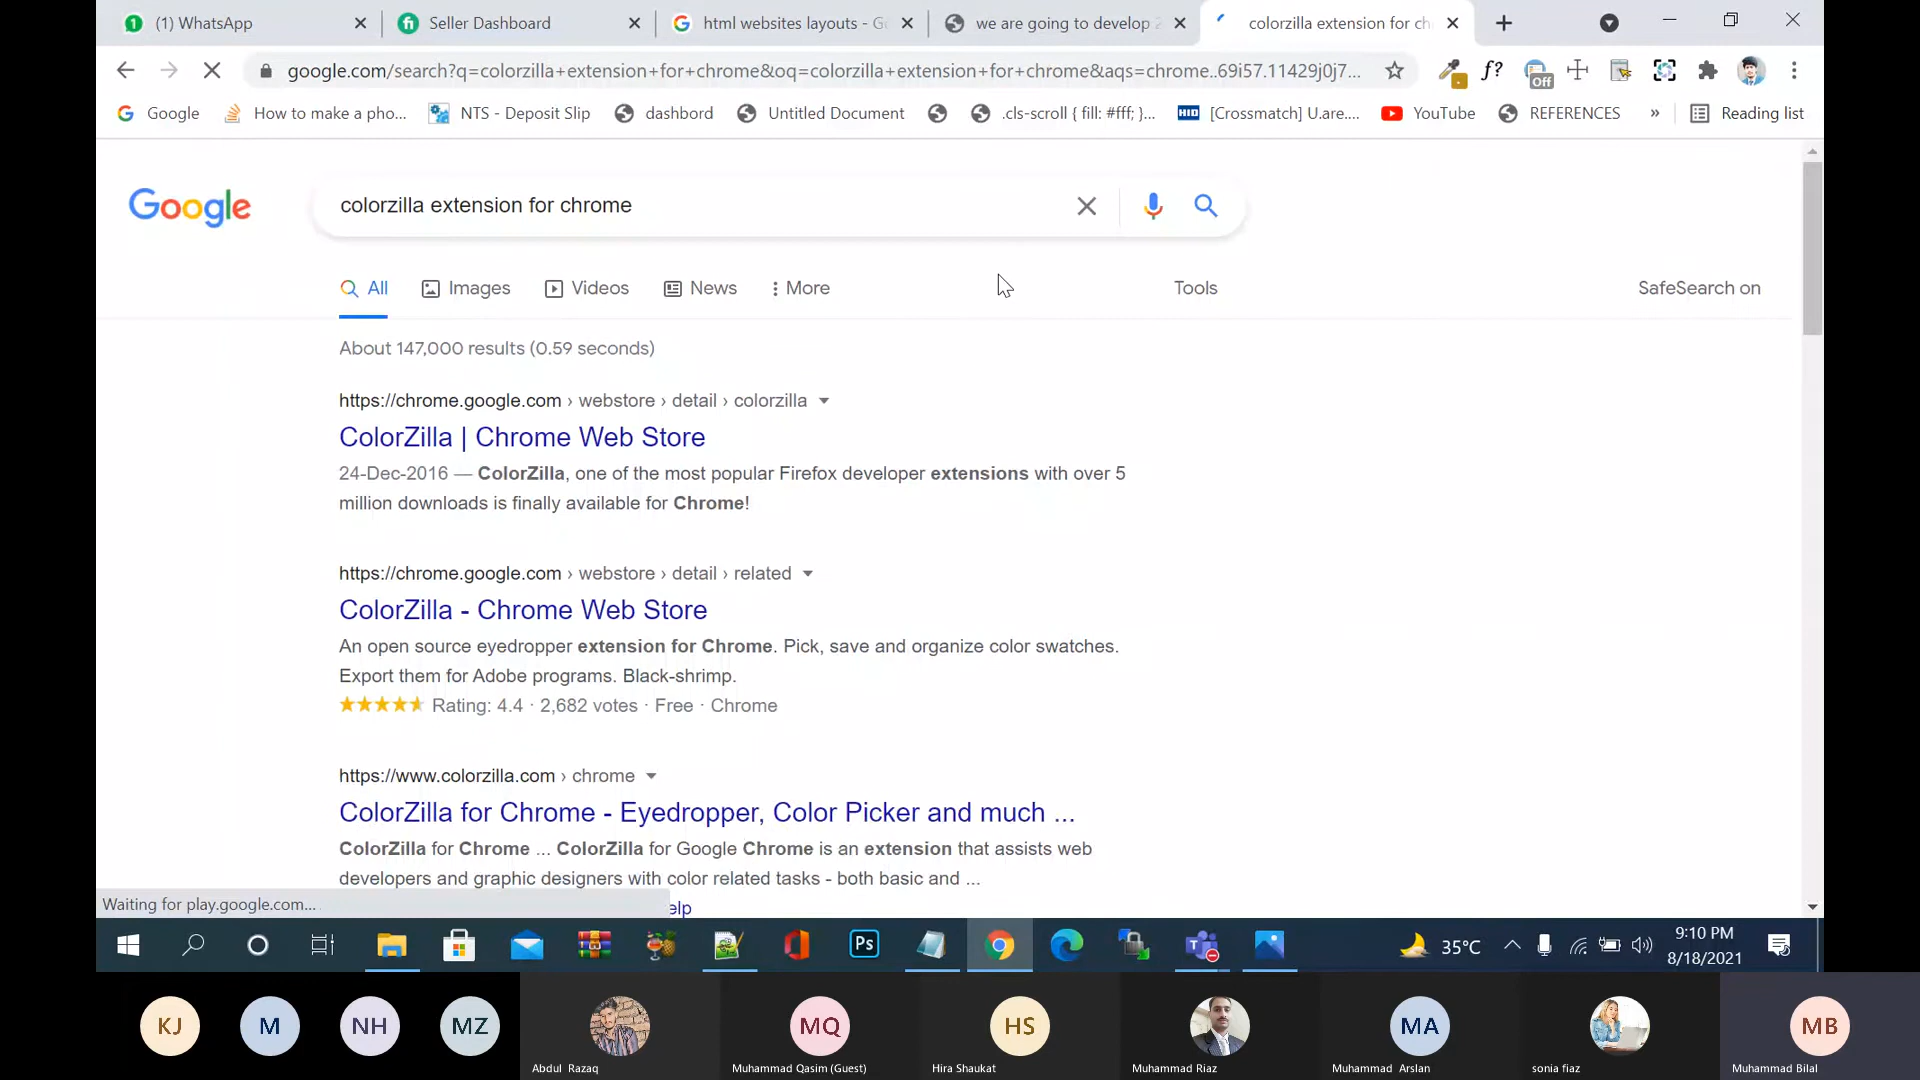 (1) WhatsApp
Seller Dashboard
html websites layouts - Go
we are going to develop 2
colorzilla extension for ch
google.com/search?q=colorzilla+extension+for+chrome&oq=colorzilla+extension+for+chrome&aqs=chrome..69i57.11429j0j7...
f?
Off
Google
How to make a pho...
NTS - Deposit Slip
dashbord
Untitled Document
.cls-scroll { fill: #fff; }...
HID
[Crossmatch] U.are....
YouTube
REFERENCES
»
Reading list
Google
colorzilla extension for chrome
All
Images
Videos
News
More
Tools
SafeSearch on
About 147,000 results (0.59 seconds)
https://chrome.google.com › webstore › detail › colorzilla
ColorZilla | Chrome Web Store
24-Dec-2016 — ColorZilla, one of the most popular Firefox developer extensions with over 5
million downloads is finally available for Chrome!
https://chrome.google.com › webstore › detail › related
ColorZilla - Chrome Web Store
An open source eyedropper extension for Chrome. Pick, save and organize color swatches.
Export them for Adobe programs. Black-shrimp.
Rating: 4.4 · 2,682 votes · Free · Chrome
https://www.colorzilla.com › chrome
ColorZilla for Chrome - Eyedropper, Color Picker and much ...
ColorZilla for Chrome ... ColorZilla for Google Chrome is an extension that assists web
developers and graphic designers with color related tasks - both basic and ...
Waiting for play.google.com...
elp
Ps
35°C
9:10 PM
8/18/2021
KJ
M
NH
MZ
Abdul Razaq
MQ
Muhammad Qasim (Guest)
HS
Hira Shaukat
Muhammad Riaz
MA
Muhammad Arslan
sonia fiaz
MB
Muhammad Bilal